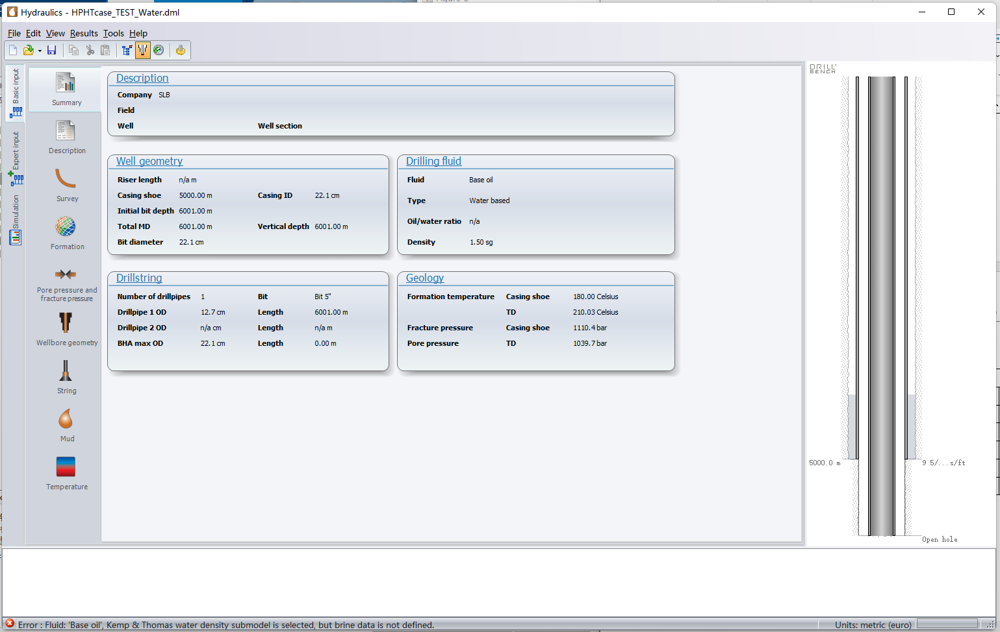 Hydraulics - HPHTcase_TEST_Water.dml
File Edit View Results Tools Help
Basic input
Expert input
Simulation
Summary
Description
Survey
Formation
Pore pressure and
fracture pressure
Wellbore geometry
String
Mud
Temperature
Description
Company SLB
Field
Well Well section
Well geometry
Riser length n/a m
Casing shoe 5000.00 m Casing ID 22.1 cm
Initial bit depth 6001.00 m
Total MD 6001.00 m Vertical depth 6001.00 m
Bit diameter 22.1 cm
Drilling fluid
Fluid Base oil
Type Water based
Oil/water ratio n/a
Density 1.50 sg
Drillstring
Number of drillpipes 1 Bit Bit 5"
Drillpipe 1 OD 12.7 cm Length 6001.00 m
Drillpipe 2 OD n/a cm Length n/a m
BHA max OD 22.1 cm Length 0.00 m
Geology
Formation temperature Casing shoe 180.00 Celsius
TD 210.03 Celsius
Fracture pressure Casing shoe 1110.4 bar
Pore pressure TD 1039.7 bar
DRILL
BENCH
5000.0 m 9 5/...s/ft
Open hole
Error : Fluid: 'Base oil', Kemp & Thomas water density submodel is selected, but brine data is not defined.
Units: metric (euro)